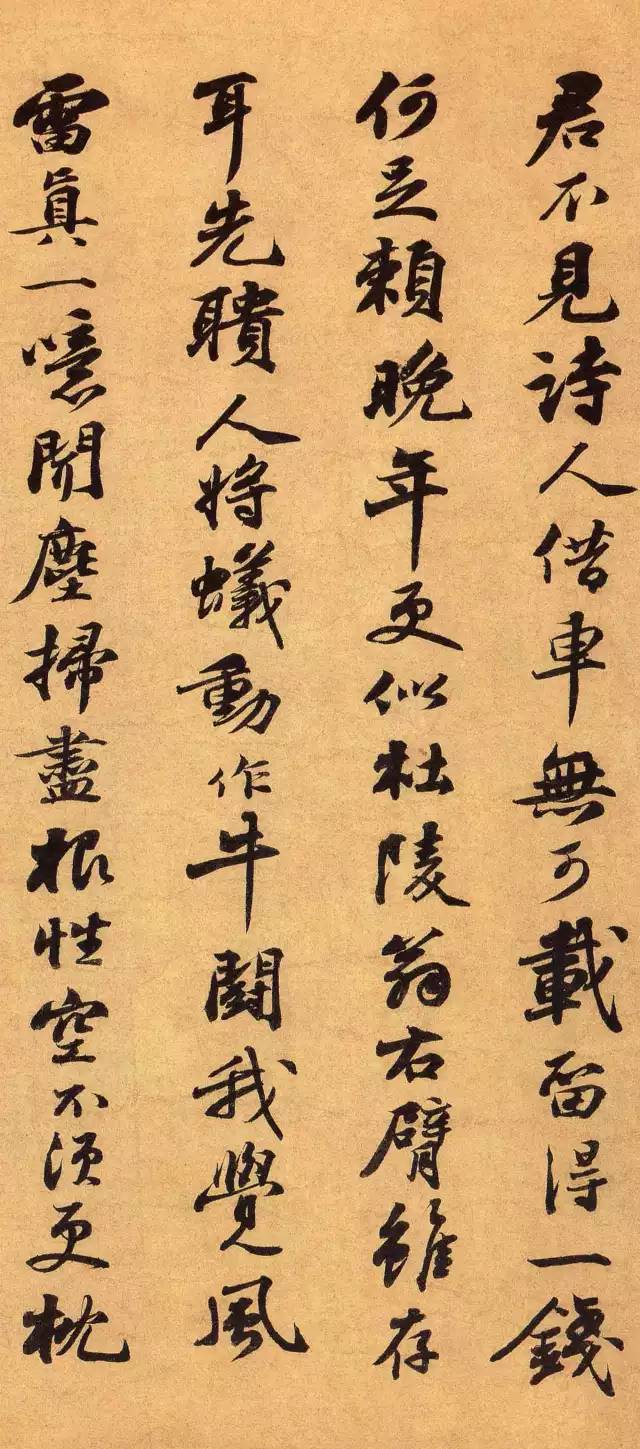 君不見詩人借車無可載留得一錢
何足賴晚年更似杜陵翁右臂雖存
耳先聵人將蟻動作牛鬪我覺風
雷真一噫聞塵掃盡根性空不須更枕